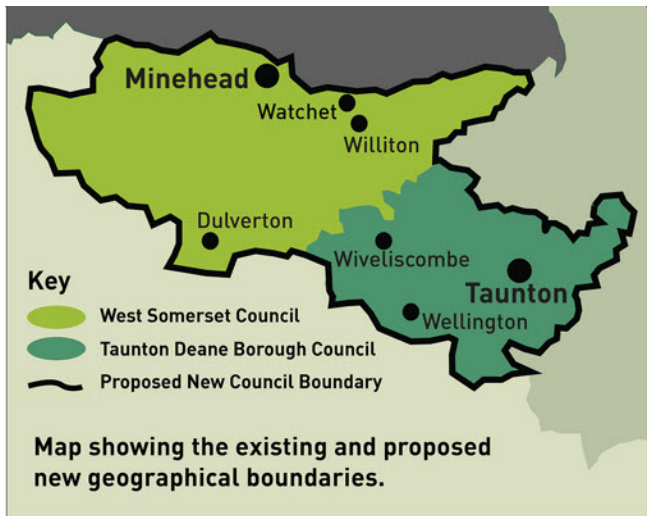 Minehead
Watchet
Williton
Dulverton
Wiveliscombe
Taunton
Wellington
Key
West Somerset Council
Taunton Deane Borough Council
Proposed New Council Boundary
Map showing the existing and proposed
new geographical boundaries.